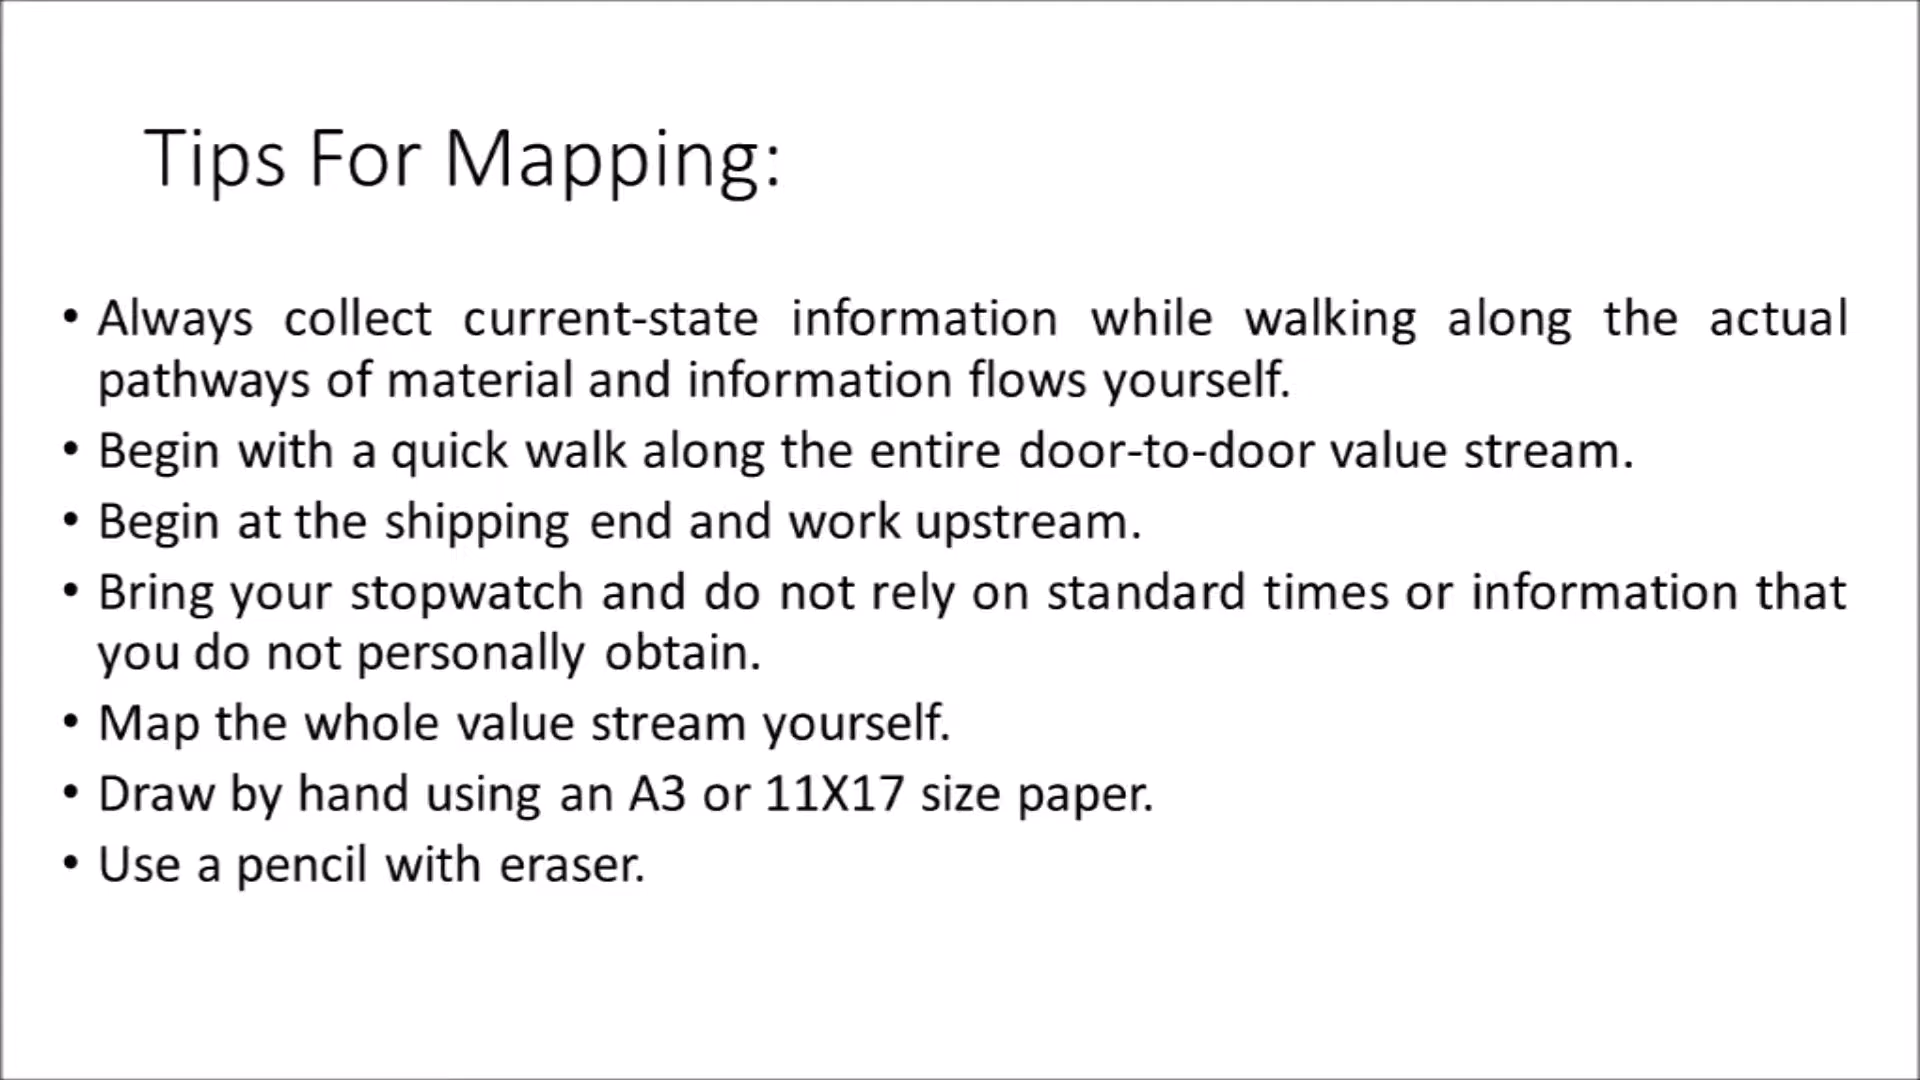 Tips For Mapping:
• Always collect current-state information while walking along the actual
pathways of material and information flows yourself.
• Begin with a quick walk along the entire door-to-door value stream.
• Begin at the shipping end and work upstream.
• Bring your stopwatch and do not rely on standard times or information that
you do not personally obtain.
• Map the whole value stream yourself.
• Draw by hand using an A3 or 11X17 size paper.
• Use a pencil with eraser.